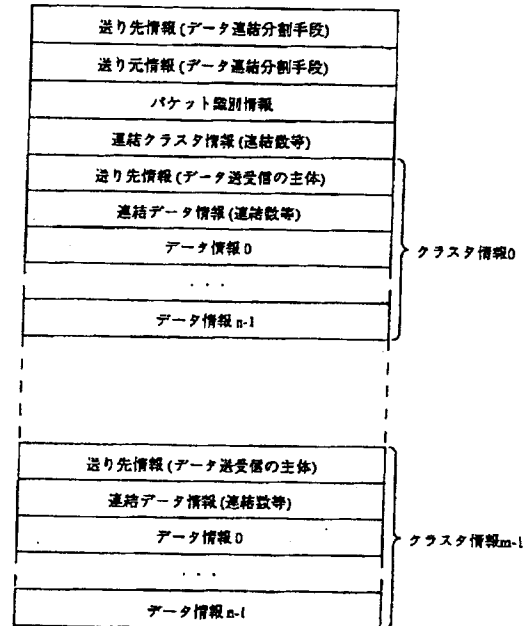 送り先情報(データ連結分割手段)
送り元情報(データ連結分割手段)
パケット識別情報
連結クラスタ情報(連結数等)
送り先情報(データ送受信の主体)
連結データ情報(連結数等)
データ情報0
クラスタ情報0
...
データ情報 n-1
送り先情報(データ送受信の主体)
連結データ情報(連結数等)
データ情報0
クラスタ情報m-1
...
データ情報 n-1